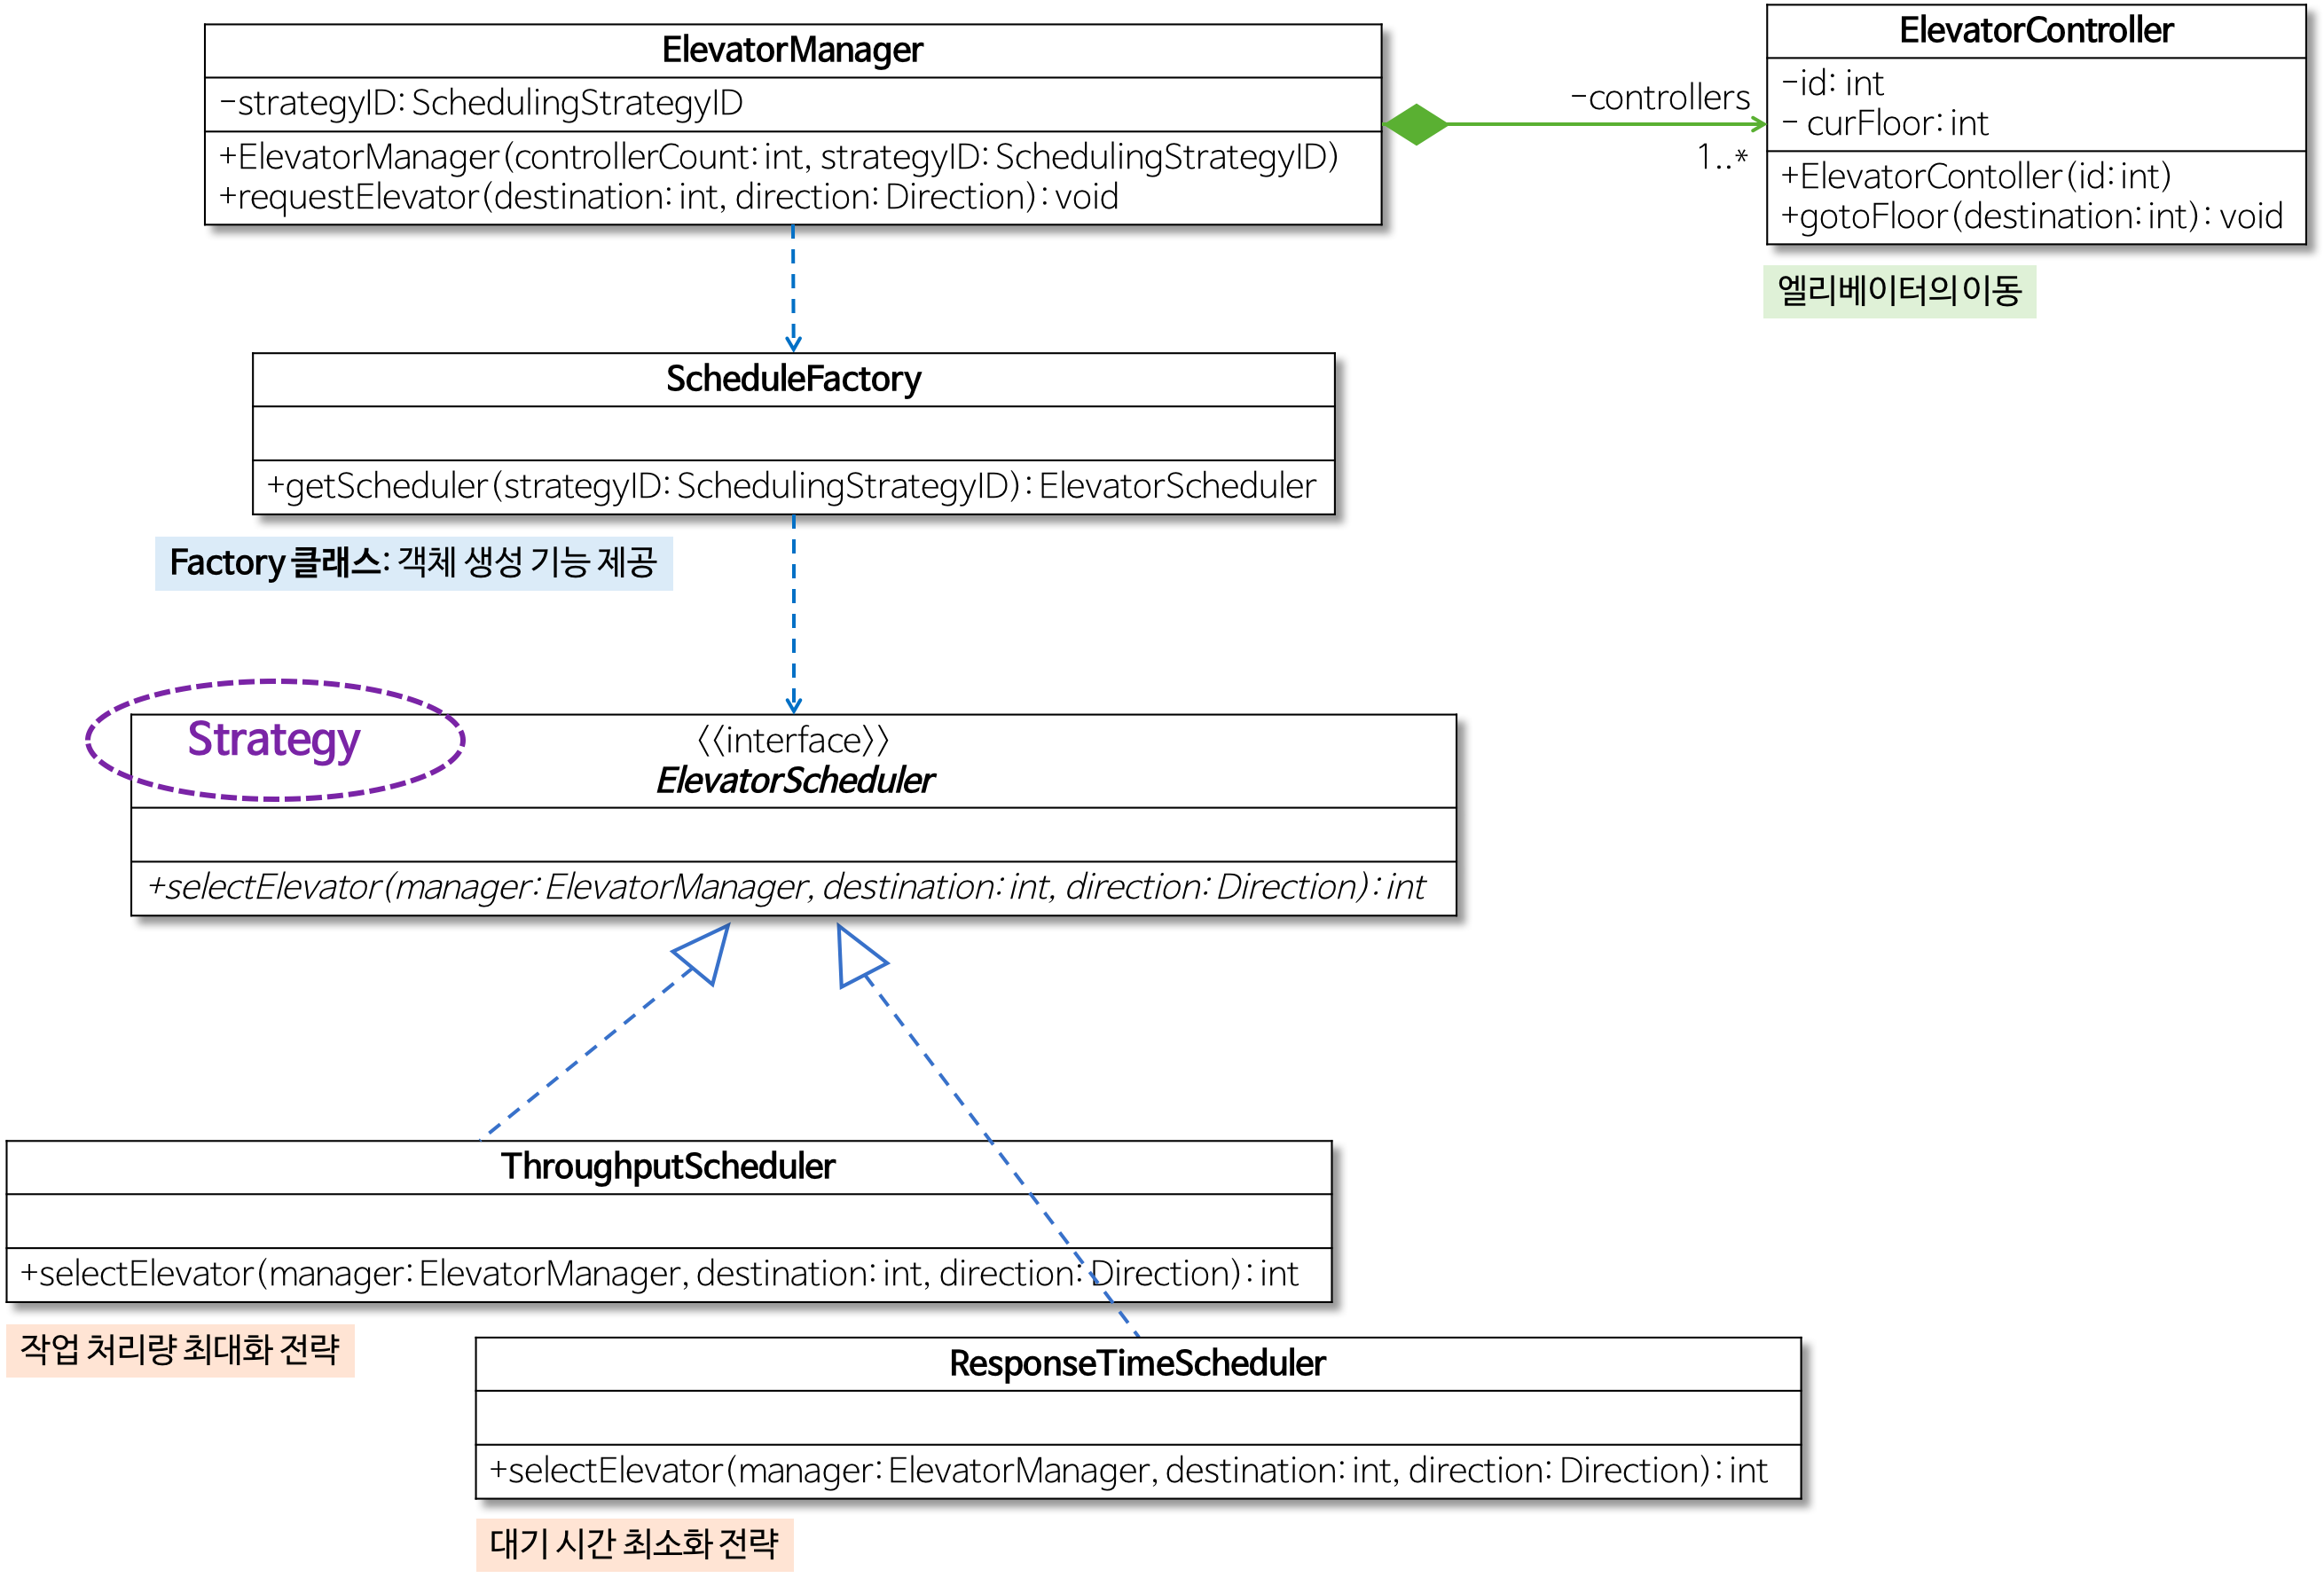 ElevatorManager
-strategyID: SchedulingStrategyID
+ElevatorManager(controllerCount: int, strategyID: SchedulingStrategyID)
+requestElevator(destination: int, direction: Direction): void
-controllers
1..*
ElevatorController
-id: int
- curFloor: int
+ElevatorContoller(id: int)
+gotoFloor(destination: int): void
엘리베이터의 이동
ScheduleFactory
+getScheduler(strategyID: SchedulingStrategyID): ElevatorScheduler
Factory 클래스: 객체 생성 기능 제공
Strategy
<<interface>>
ElevatorScheduler
+selectElevator(manager: ElevatorManager, destination: int, direction: Direction): int
ThroughputScheduler
+selectElevator(manager: ElevatorManager, destination: int, direction: Direction): int
작업 처리량 최대화 전략
ResponseTimeScheduler
+selectElevator(manager: ElevatorManager, destination: int, direction: Direction): int
대기 시간 최소화 전략